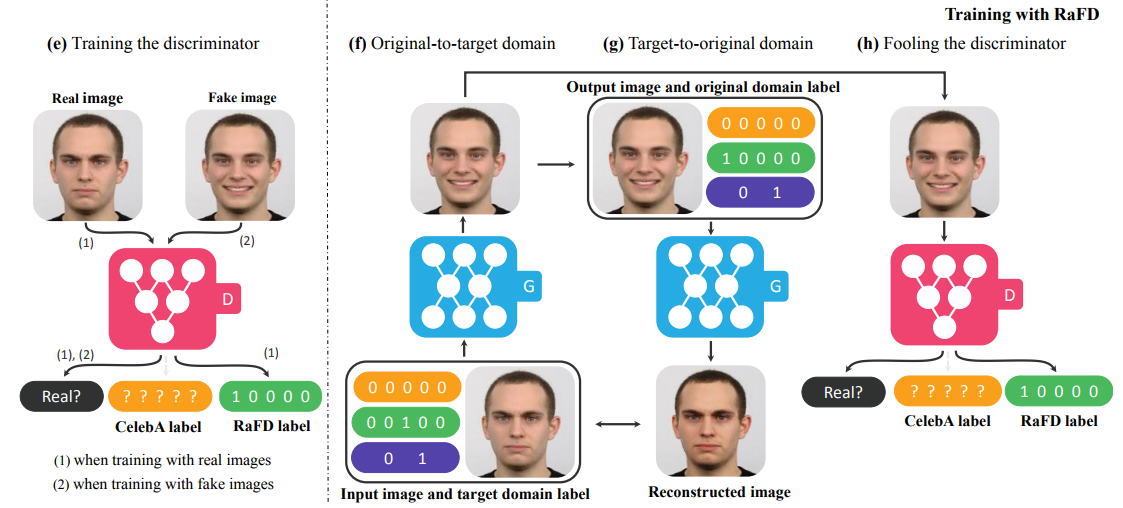 Training with RaFD
(e) Training the discriminator
(f) Original-to-target domain
(g) Target-to-original domain
(h) Fooling the discriminator
Real image
Fake image
(1)
(2)
D
(1), (2)
(1)
Real?
? ? ? ? ?
1 0 0 0 0
CelebA label
RaFD label
(1) when training with real images
(2) when training with fake images
G
0 0 0 0 0
0 0 1 0 0
0 1
Input image and target domain label
Output image and original domain label
0 0 0 0 0
1 0 0 0 0
0 1
G
Reconstructed image
D
Real?
? ? ? ? ?
1 0 0 0 0
CelebA label
RaFD label